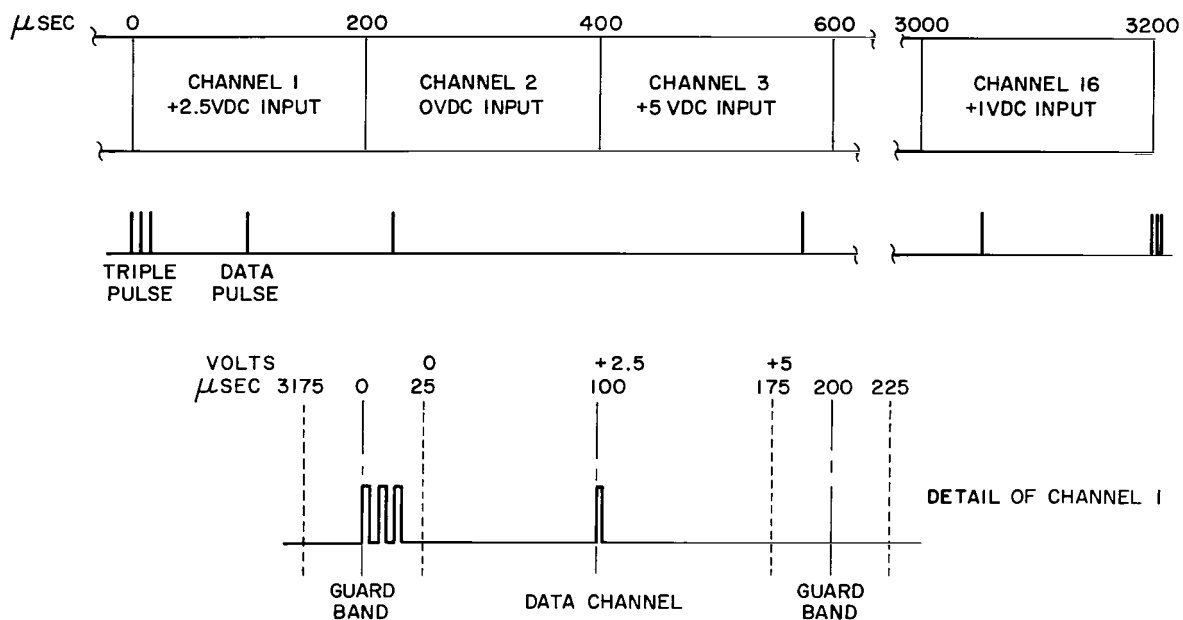 μSEC 0 200 400 600 3000 3200
CHANNEL 1 CHANNEL 2 CHANNEL 3 CHANNEL 16
+2.5VDC INPUT 0VDC INPUT +5 VDC INPUT +1VDC INPUT
TRIPLE DATA
PULSE PULSE
VOLTS 0 +2.5 +5
μSEC 3175 0 25 100 175 200 225
DETAIL OF CHANNEL 1
GUARD DATA CHANNEL GUARD
BAND BAND